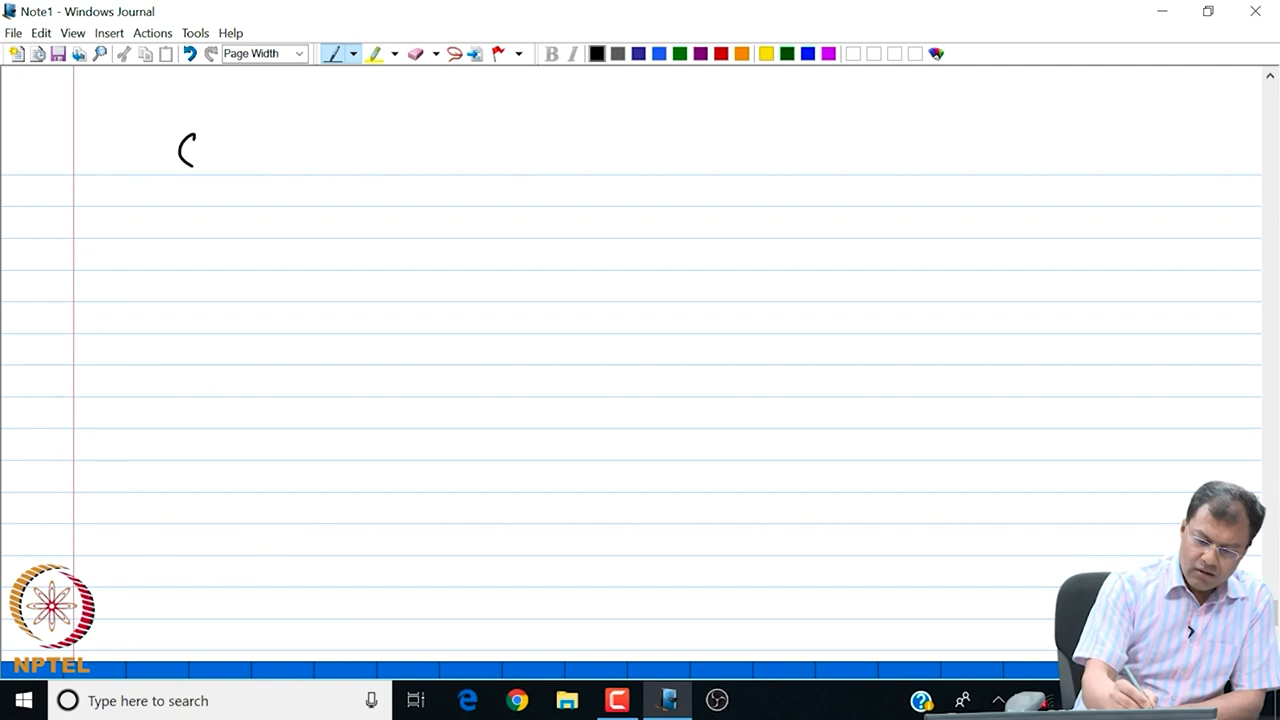 Note1 - Windows Journal
File Edit View Insert Actions Tools Help
Page Width B I
C
NPTEL
Type here to search